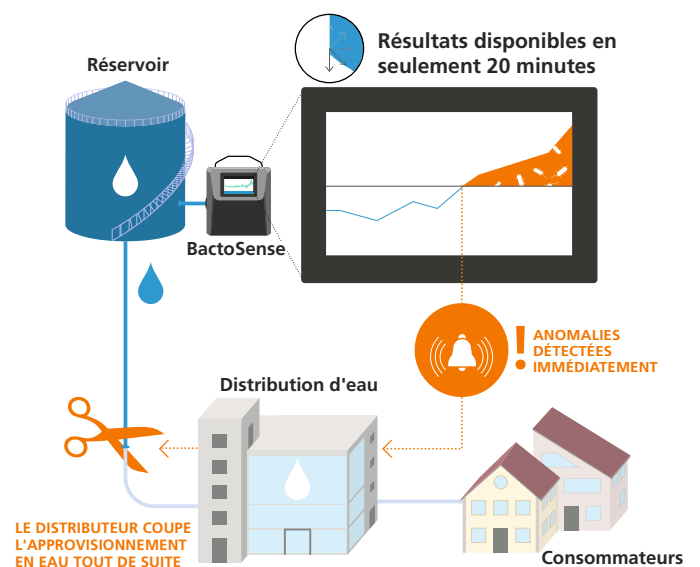 Résultats disponibles en
seulement 20 minutes
Réservoir
BactoSense
!
ANOMALIES
DÉTECTÉES
IMMÉDIATEMENT
Distribution d'eau
LE DISTRIBUTEUR COUPE
L'APPROVISIONNEMENT
EN EAU TOUT DE SUITE
Consommateurs